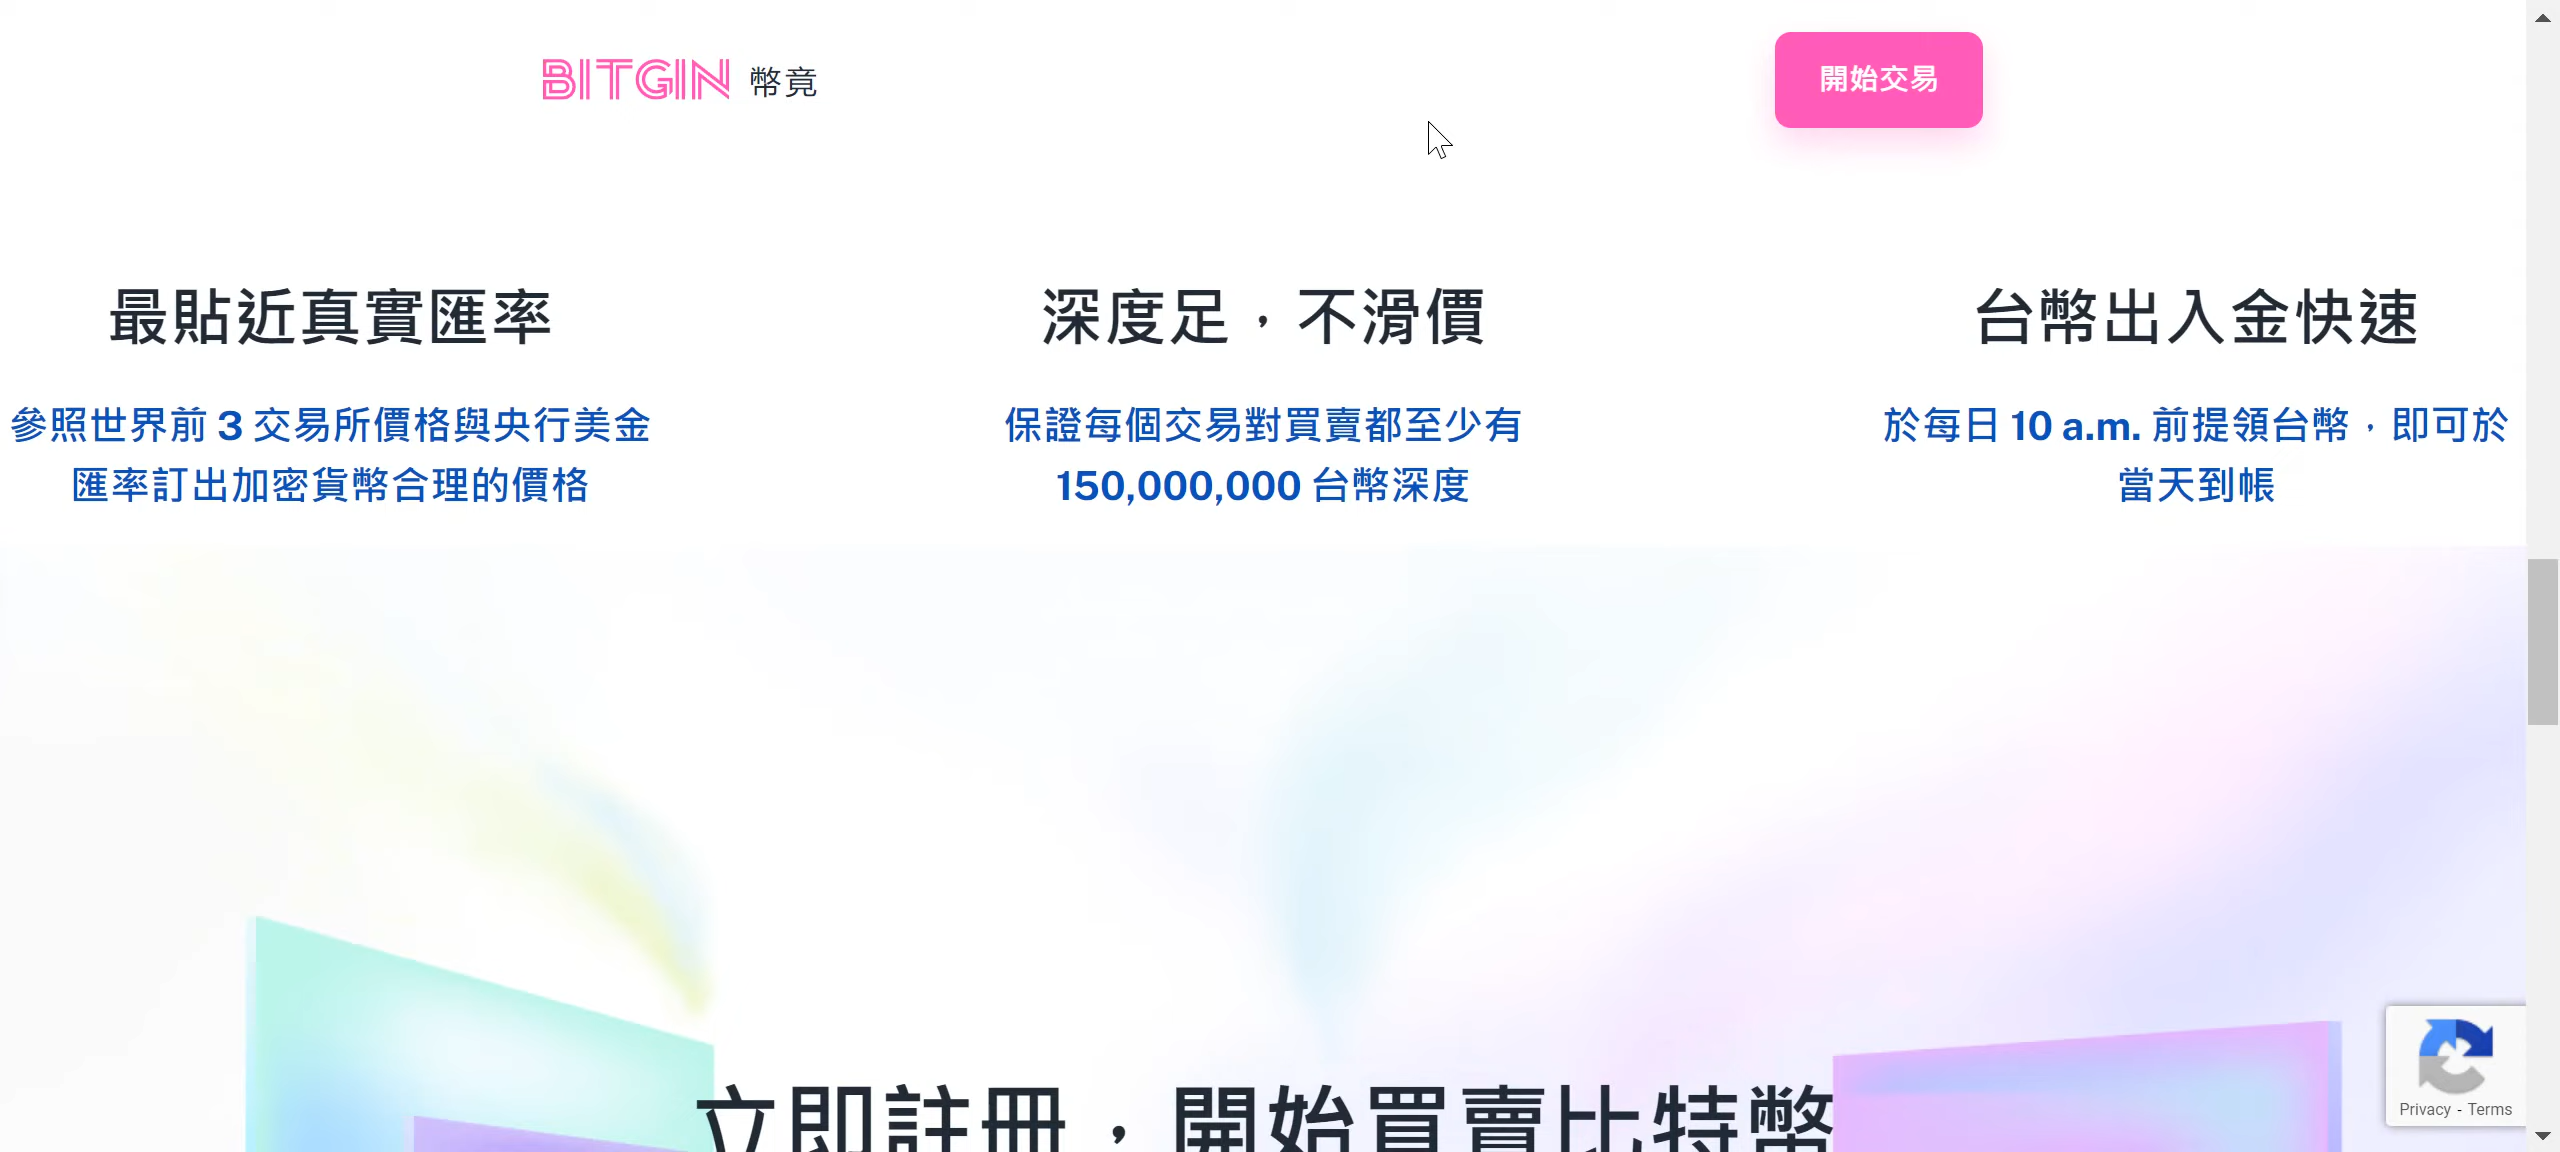 BITGIN 幣竟
開始交易
最貼近真實匯率
參照世界前 3 交易所價格與央行美金
匯率訂出加密貨幣合理的價格
深度足，不滑價
保證每個交易對買賣都至少有
150,000,000 台幣深度
台幣出入金快速
於每日 10 a.m. 前提領台幣，即可於
當天到帳
立即註冊，開始買賣比特幣
Privacy - Terms